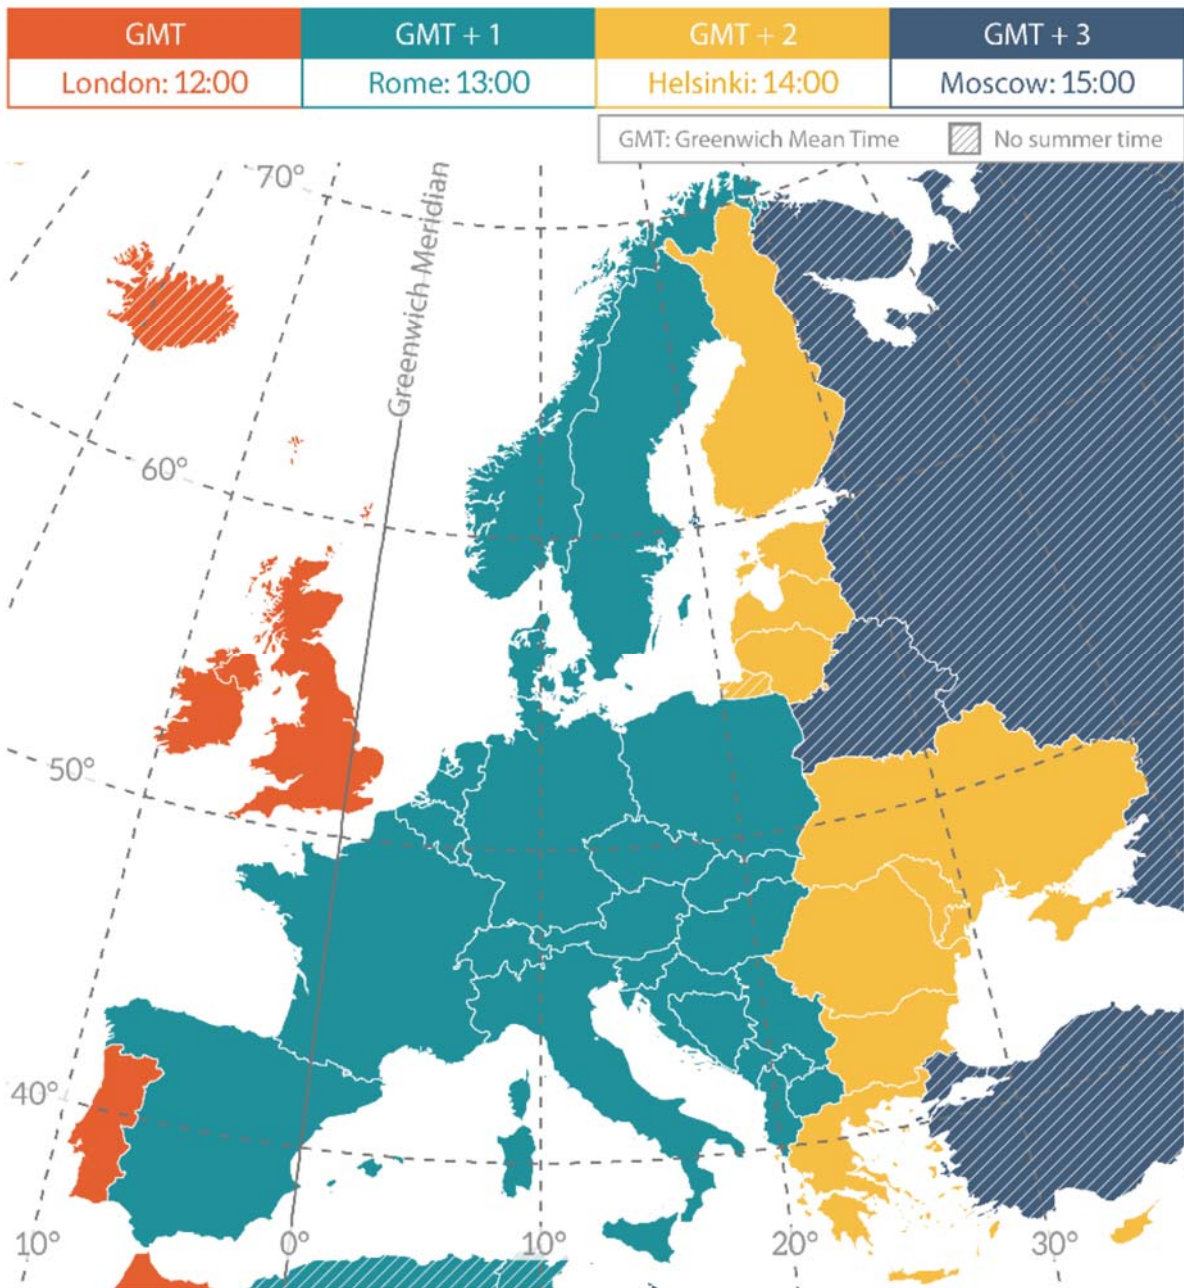 GMT GMT + 1 GMT + 2 GMT + 3
London: 12:00 Rome: 13:00 Helsinki: 14:00 Moscow: 15:00
GMT: Greenwich Mean Time No summer time
70°
Greenwich Meridian
60°
50°
40°
10° 0° 10° 20° 30°